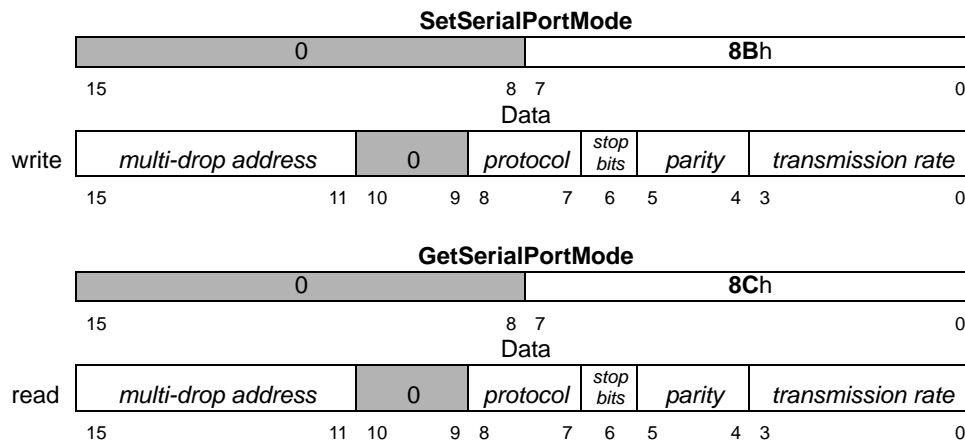 SetSerialPortMode
0 8Bh
15 8 7 0
Data
write multi-drop address 0 protocol stop bits parity transmission rate
15 11 10 9 8 7 6 5 4 3 0
GetSerialPortMode
0 8Ch
15 8 7 0
Data
read multi-drop address 0 protocol stop bits parity transmission rate
15 11 10 9 8 7 6 5 4 3 0